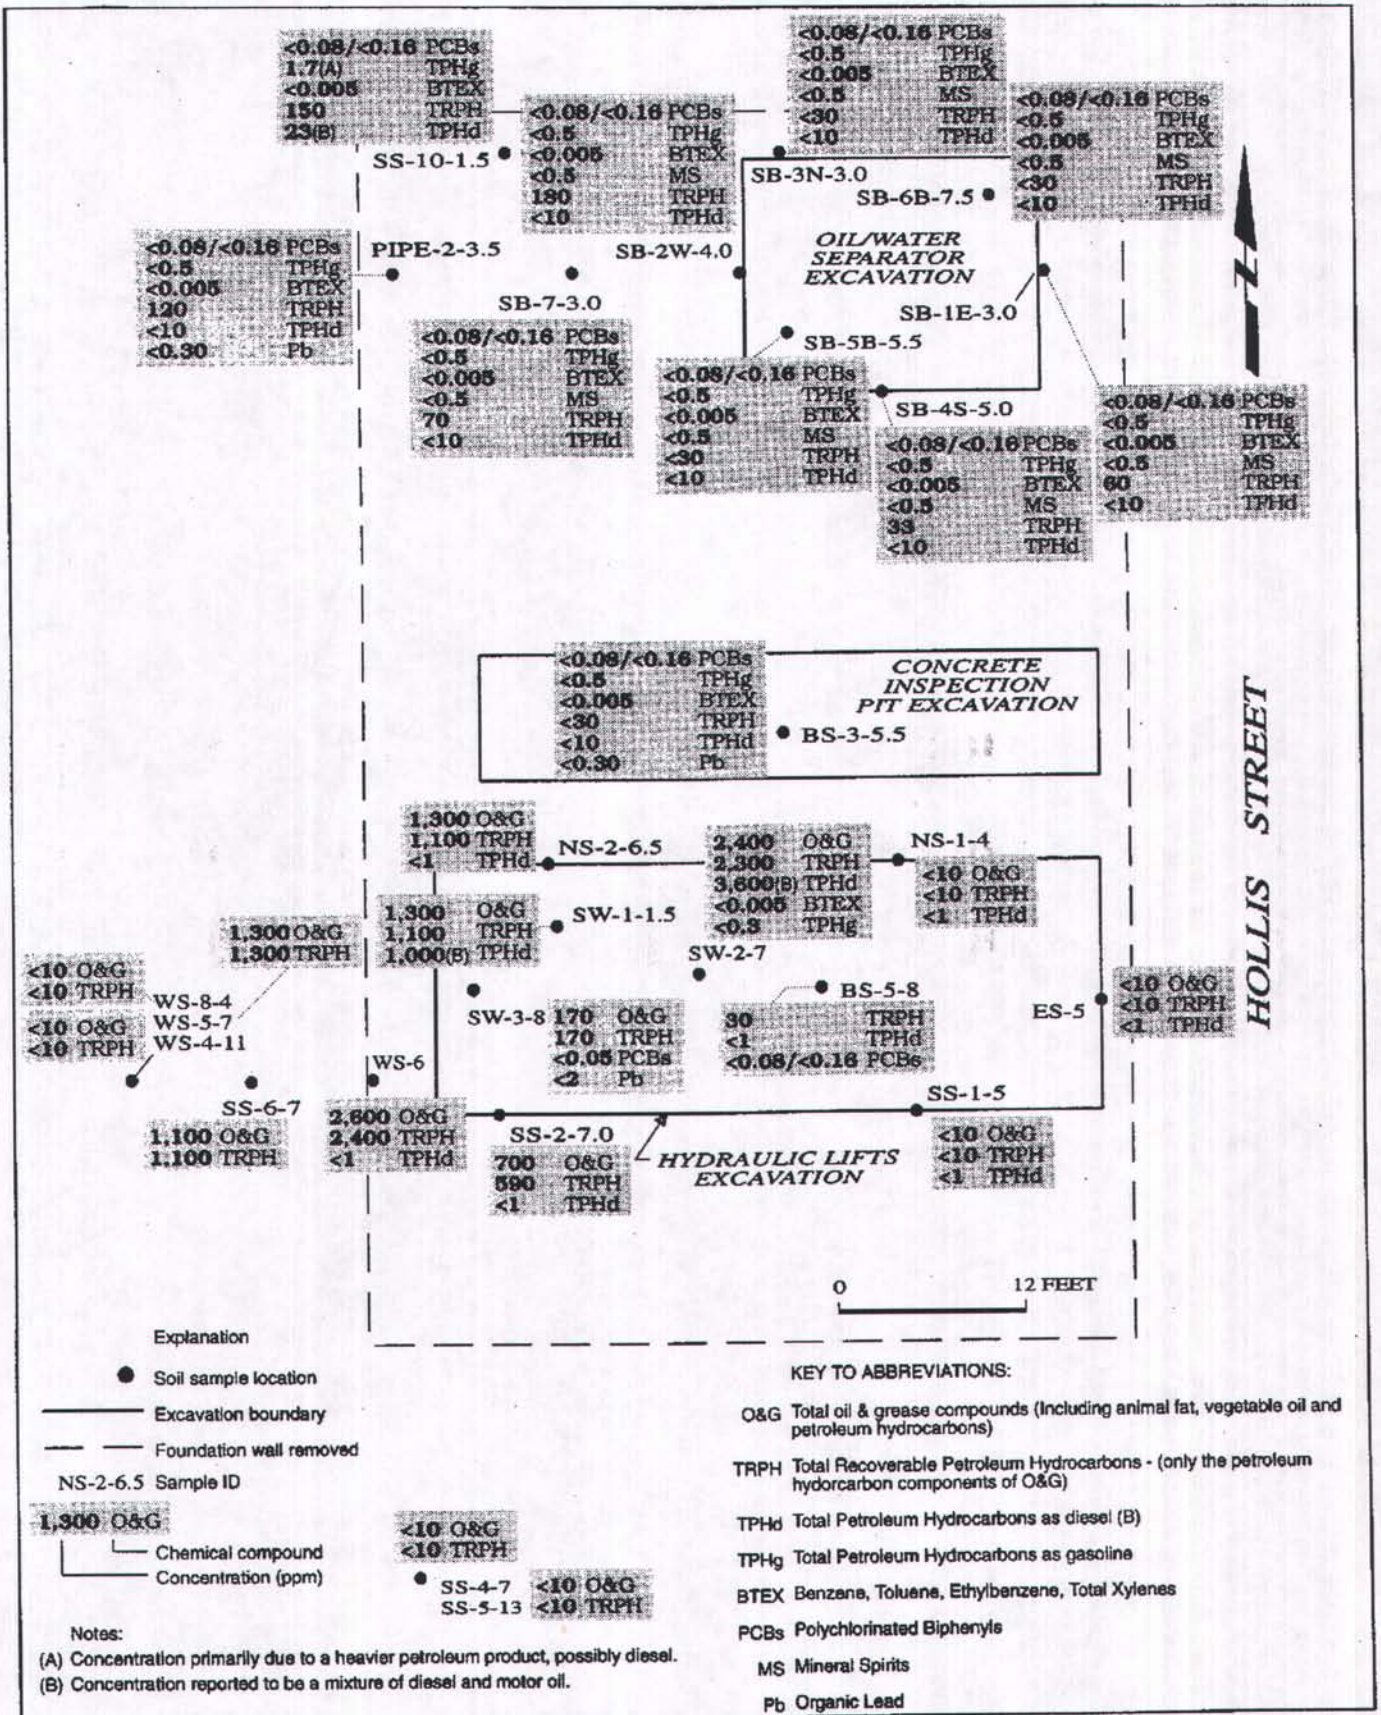 <0.08/<0.16 PCBs
1.7(A) TPHg
<0.005 BTEX
150 TRPH
23(B) TPHd
SS-10-1.5
<0.08/<0.16 PCBs
<0.5 TPHg
<0.005 BTEX
<0.5 MS
180 TRPH
<10 TPHd
SB-2W-4.0
<0.08/<0.16 PCBs
<0.5 TPHg
<0.005 BTEX
<0.5 MS
<30 TRPH
<10 TPHd
SB-3N-3.0
<0.08/<0.16 PCBs
<0.5 TPHg
<0.005 BTEX
<0.5 MS
<30 TRPH
<10 TPHd
SB-6B-7.5
OIL/WATER
SEPARATOR
EXCAVATION
SB-1E-3.0
<0.08/<0.16 PCBs
<0.5 TPHg
<0.005 BTEX
120 TRPH
<10 TPHd
<0.30 Pb
PIPE-2-3.5
SB-7-3.0
<0.08/<0.16 PCBs
<0.5 TPHg
<0.005 BTEX
<0.5 MS
70 TRPH
<10 TPHd
SB-5B-5.5
<0.08/<0.16 PCBs
<0.5 TPHg
<0.005 BTEX
<0.5 MS
<30 TRPH
<10 TPHd
SB-4S-5.0
<0.08/<0.16 PCBs
<0.5 TPHg
<0.005 BTEX
<0.5 MS
33 TRPH
<10 TPHd
<0.08/<0.16 PCBs
<0.5 TPHg
<0.005 BTEX
<0.5 MS
60 TRPH
<10 TPHd
<0.08/<0.16 PCBs
<0.5 TPHg
<0.005 BTEX
<30 TRPH
<10 TPHd
<0.30 Pb
CONCRETE
INSPECTION
PIT EXCAVATION
BS-3-5.5
HOLLIS STREET
1,300 O&G
1,100 TRPH
<1 TPHd
NS-2-6.5
2,400 O&G
2,300 TRPH
3,600(B) TPHd
<0.005 BTEX
<0.3 TPHg
SW-2-7
NS-1-4
<10 O&G
<10 TRPH
<1 TPHd
1,300 O&G
1,100 TRPH
1,000(B) TPHd
SW-1-1.5
1,300 O&G
1,300 TRPH
<10 O&G
<10 TRPH
<10 O&G
<10 TRPH
WS-8-4
WS-5-7
WS-4-11
SW-3-8
170 O&G
170 TRPH
<0.05 PCBs
<2 Pb
BS-5-8
30 TRPH
<1 TPHd
<0.08/<0.16 PCBs
ES-5
<10 O&G
<10 TRPH
<1 TPHd
WS-6
2,600 O&G
2,400 TRPH
<1 TPHd
SS-6-7
1,100 O&G
1,100 TRPH
SS-2-7.0
700 O&G
590 TRPH
<1 TPHd
HYDRAULIC LIFTS
EXCAVATION
SS-1-5
<10 O&G
<10 TRPH
<1 TPHd
0 12 FEET
Explanation
Soil sample location
Excavation boundary
Foundation wall removed
NS-2-6.5 Sample ID
1,300 O&G
Chemical compound
Concentration (ppm)
<10 O&G
<10 TRPH
SS-4-7
SS-5-13
<10 O&G
<10 TRPH
Notes:
(A) Concentration primarily due to a heavier petroleum product, possibly diesel.
(B) Concentration reported to be a mixture of diesel and motor oil.
KEY TO ABBREVIATIONS:
O&G Total oil & grease compounds (Including animal fat, vegetable oil and
petroleum hydrocarbons)
TRPH Total Recoverable Petroleum Hydrocarbons - (only the petroleum
hydorcarbon components of O&G)
TPHd Total Petroleum Hydrocarbons as diesel (B)
TPHg Total Petroleum Hydrocarbons as gasoline
BTEX Benzene, Toluene, Ethylbenzene, Total Xylenes
PCBs Polychlorinated Biphenyls
MS Mineral Spirits
Pb Organic Lead